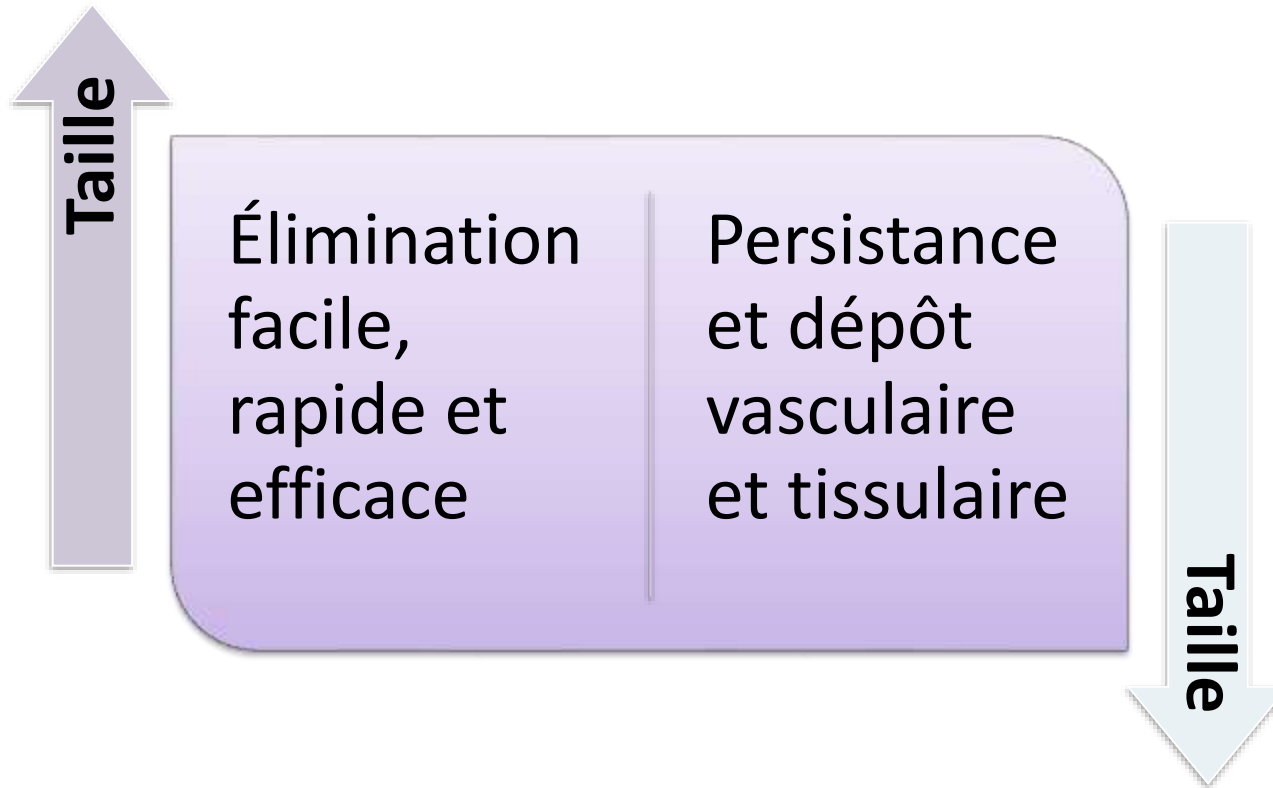 Taille
Élimination
facile,
rapide et
efficace
Persistance
et dépôt
vasculaire
et tissulaire
Taille